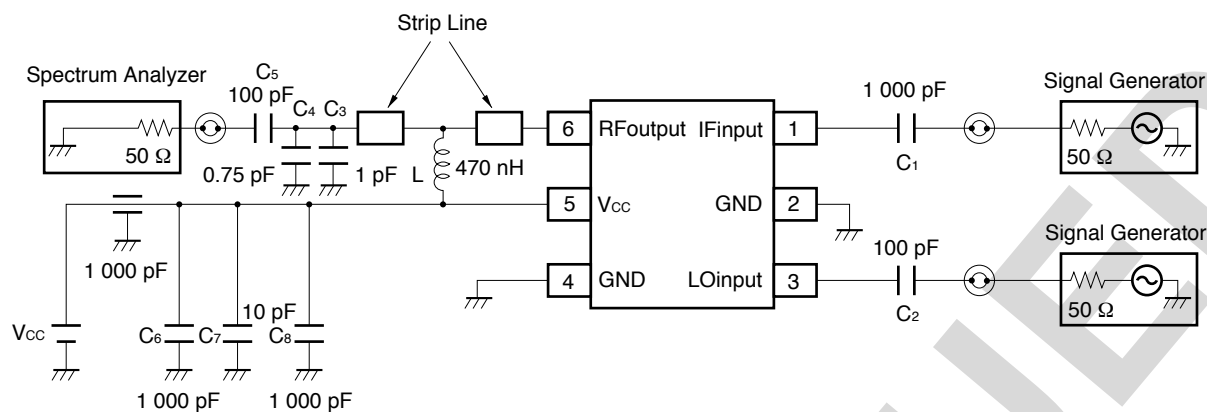 Strip Line
Spectrum Analyzer
C5
100 pF
C4
C3
50 Ω
0.75 pF
1 pF
L
470 nH
6
RFoutput
IFinput
1
1 000 pF
C1
Signal Generator
50 Ω
5
VCC
GND
2
1 000 pF
4
GND
LOinput
3
100 pF
C2
Signal Generator
50 Ω
VCC
C6
C7
10 pF
C8
1 000 pF
1 000 pF